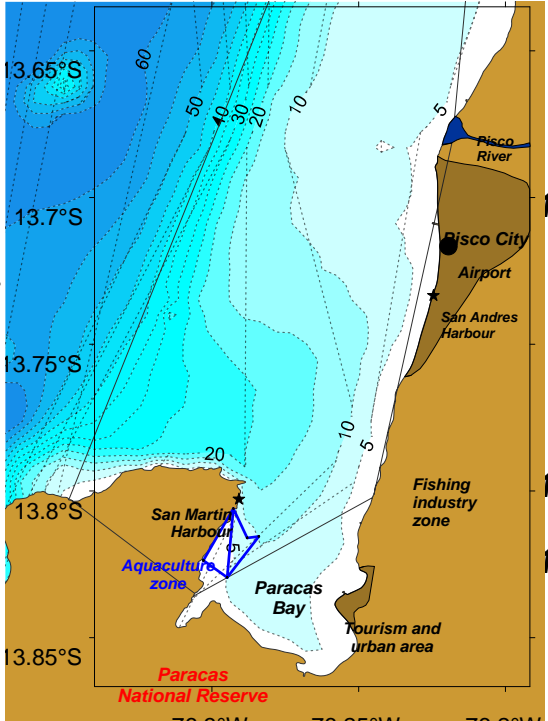 13.65°S
60
50
40
30
20
10
5
Pisco
River
13.7°S
Pisco City
Airport
San Andres
Harbour
13.75°S
10
5
20
Fishing
industry
zone
13.8°S
San Martin
Harbour
5
Aquaculture
zone
Paracas
Bay
Tourism and
urban area
13.85°S
Paracas
National Reserve